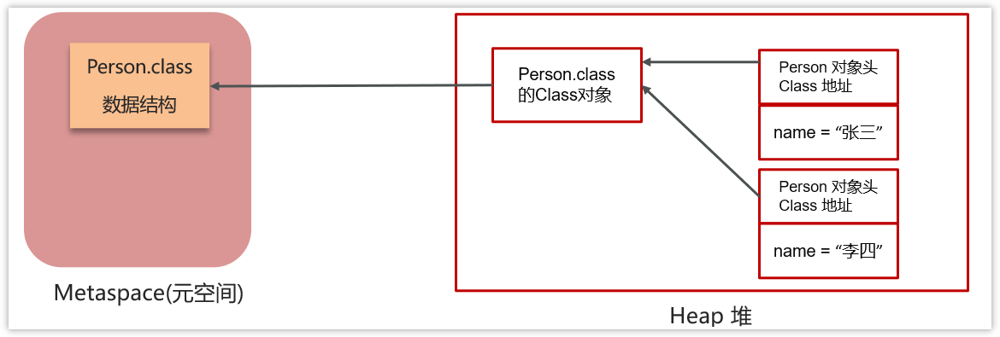 Person.class
数据结构
Metaspace(元空间)
Person.class
的Class对象
Person 对象头
Class 地址
name = “张三”
Person 对象头
Class 地址
name = “李四”
Heap 堆